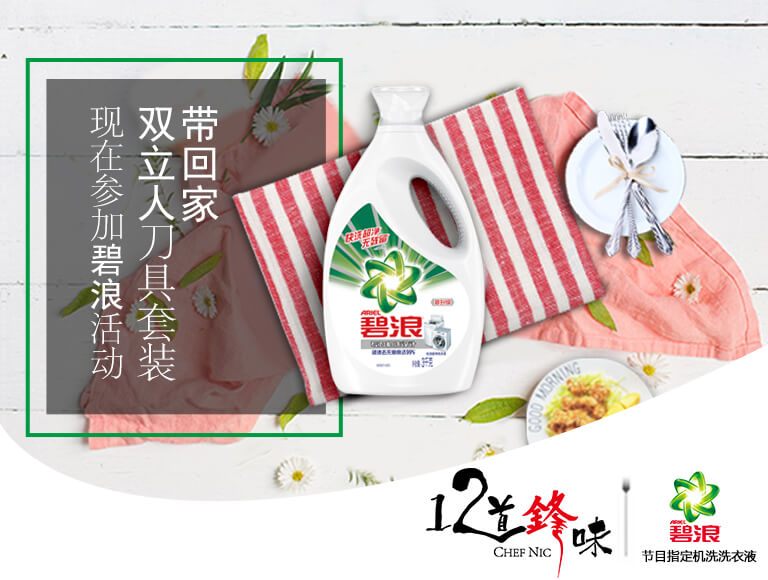 现在参加碧浪活动
双立人刀具套装
带回家
快洗超净
无残留
ARIEL
碧浪
GOOD MORNING
12道鋒味
CHEF NIC
ARIEL
碧浪
节目指定机洗洗衣液